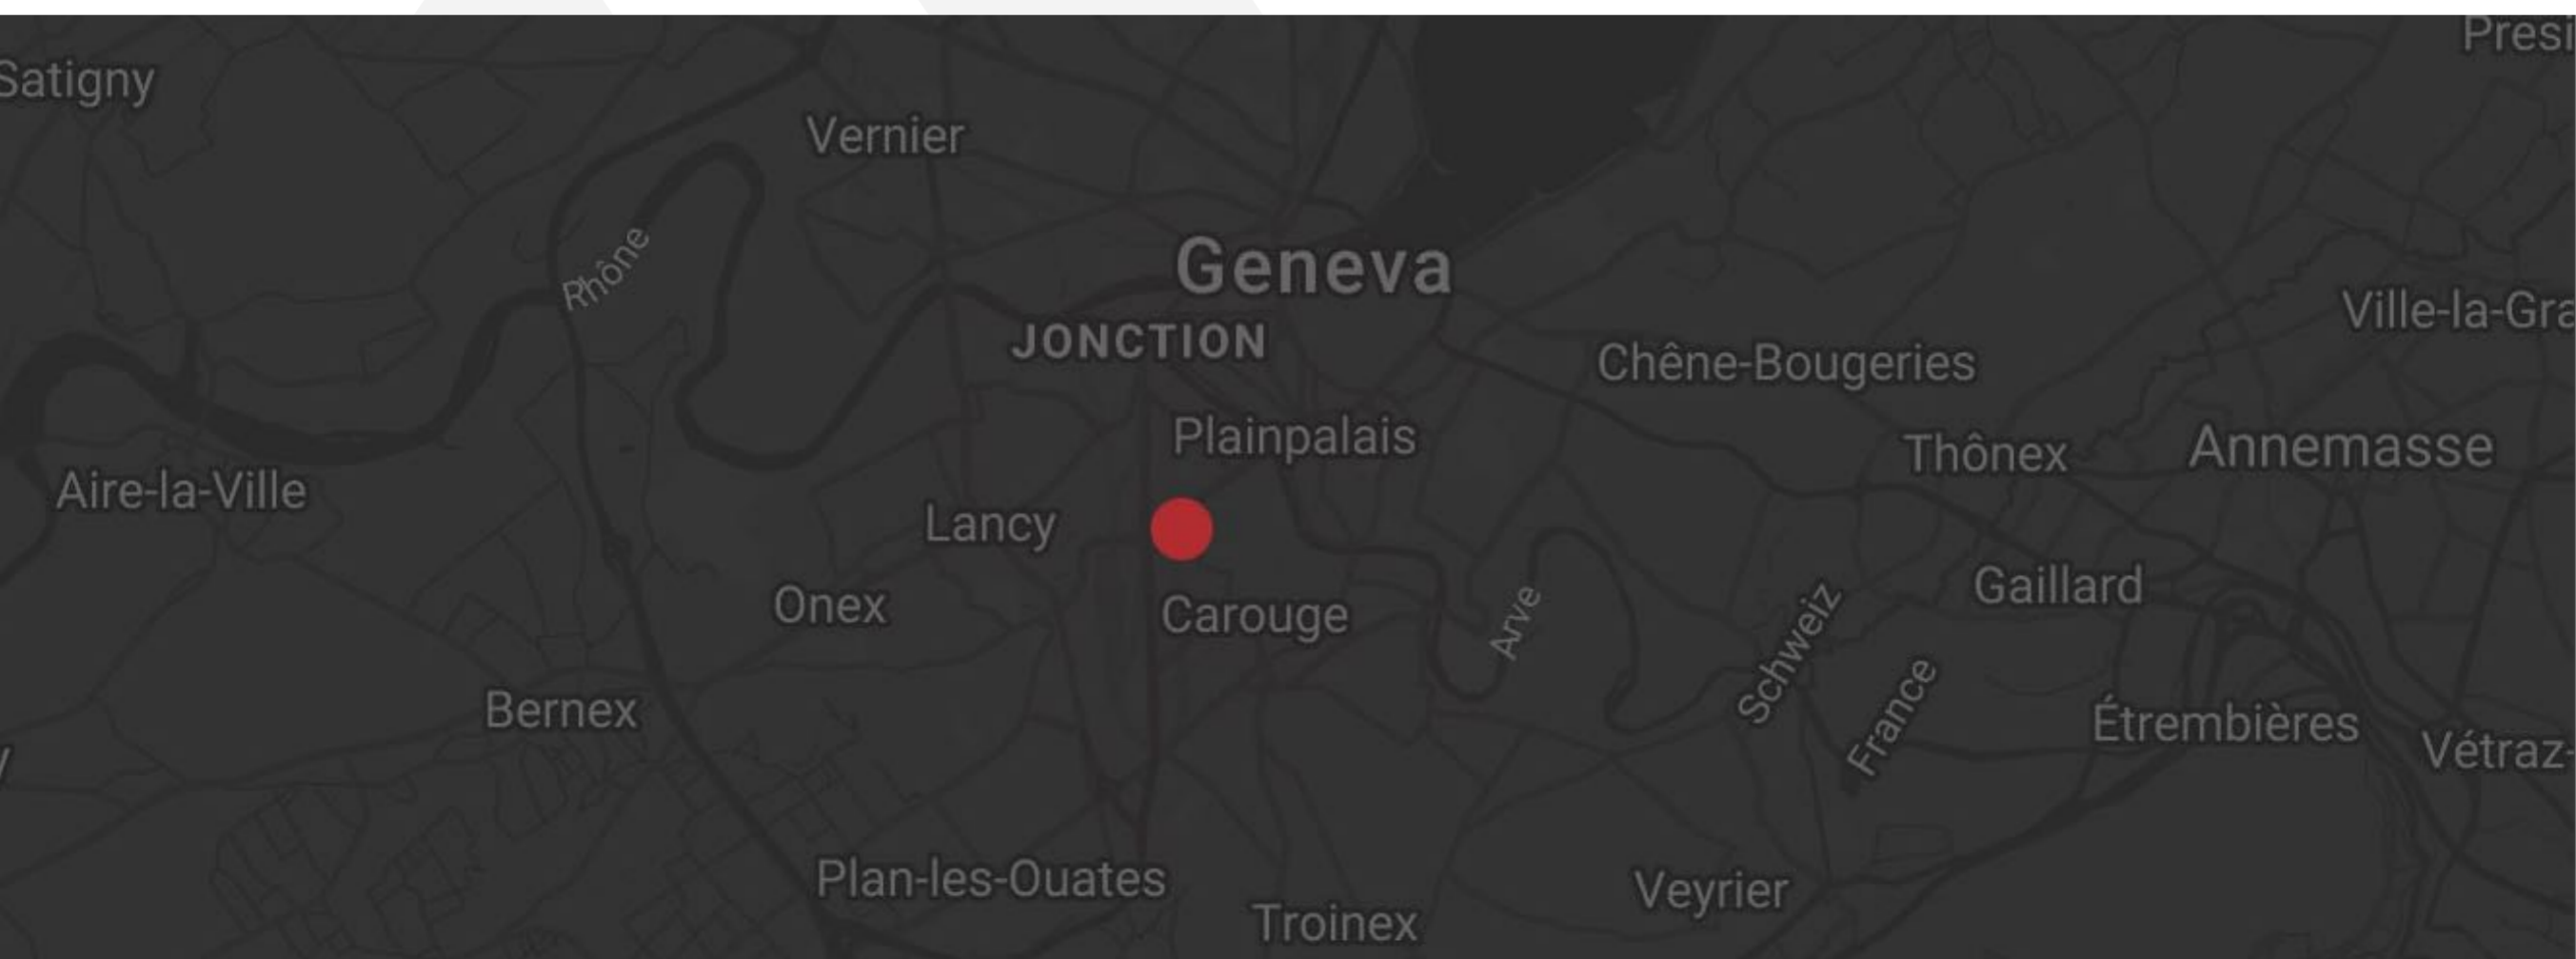 Presi
Satigny
Vernier
Rhône
Geneva
Ville-la-Gra
JONCTION
Chêne-Bougeries
Plainpalais
Thônex
Annemasse
Aire-la-Ville
Lancy
Gaillard
Onex
Carouge
Arve
Schweiz
France
Bernex
Étrembières
Vétraz-
y
Plan-les-Ouates
Veyrier
Troinex